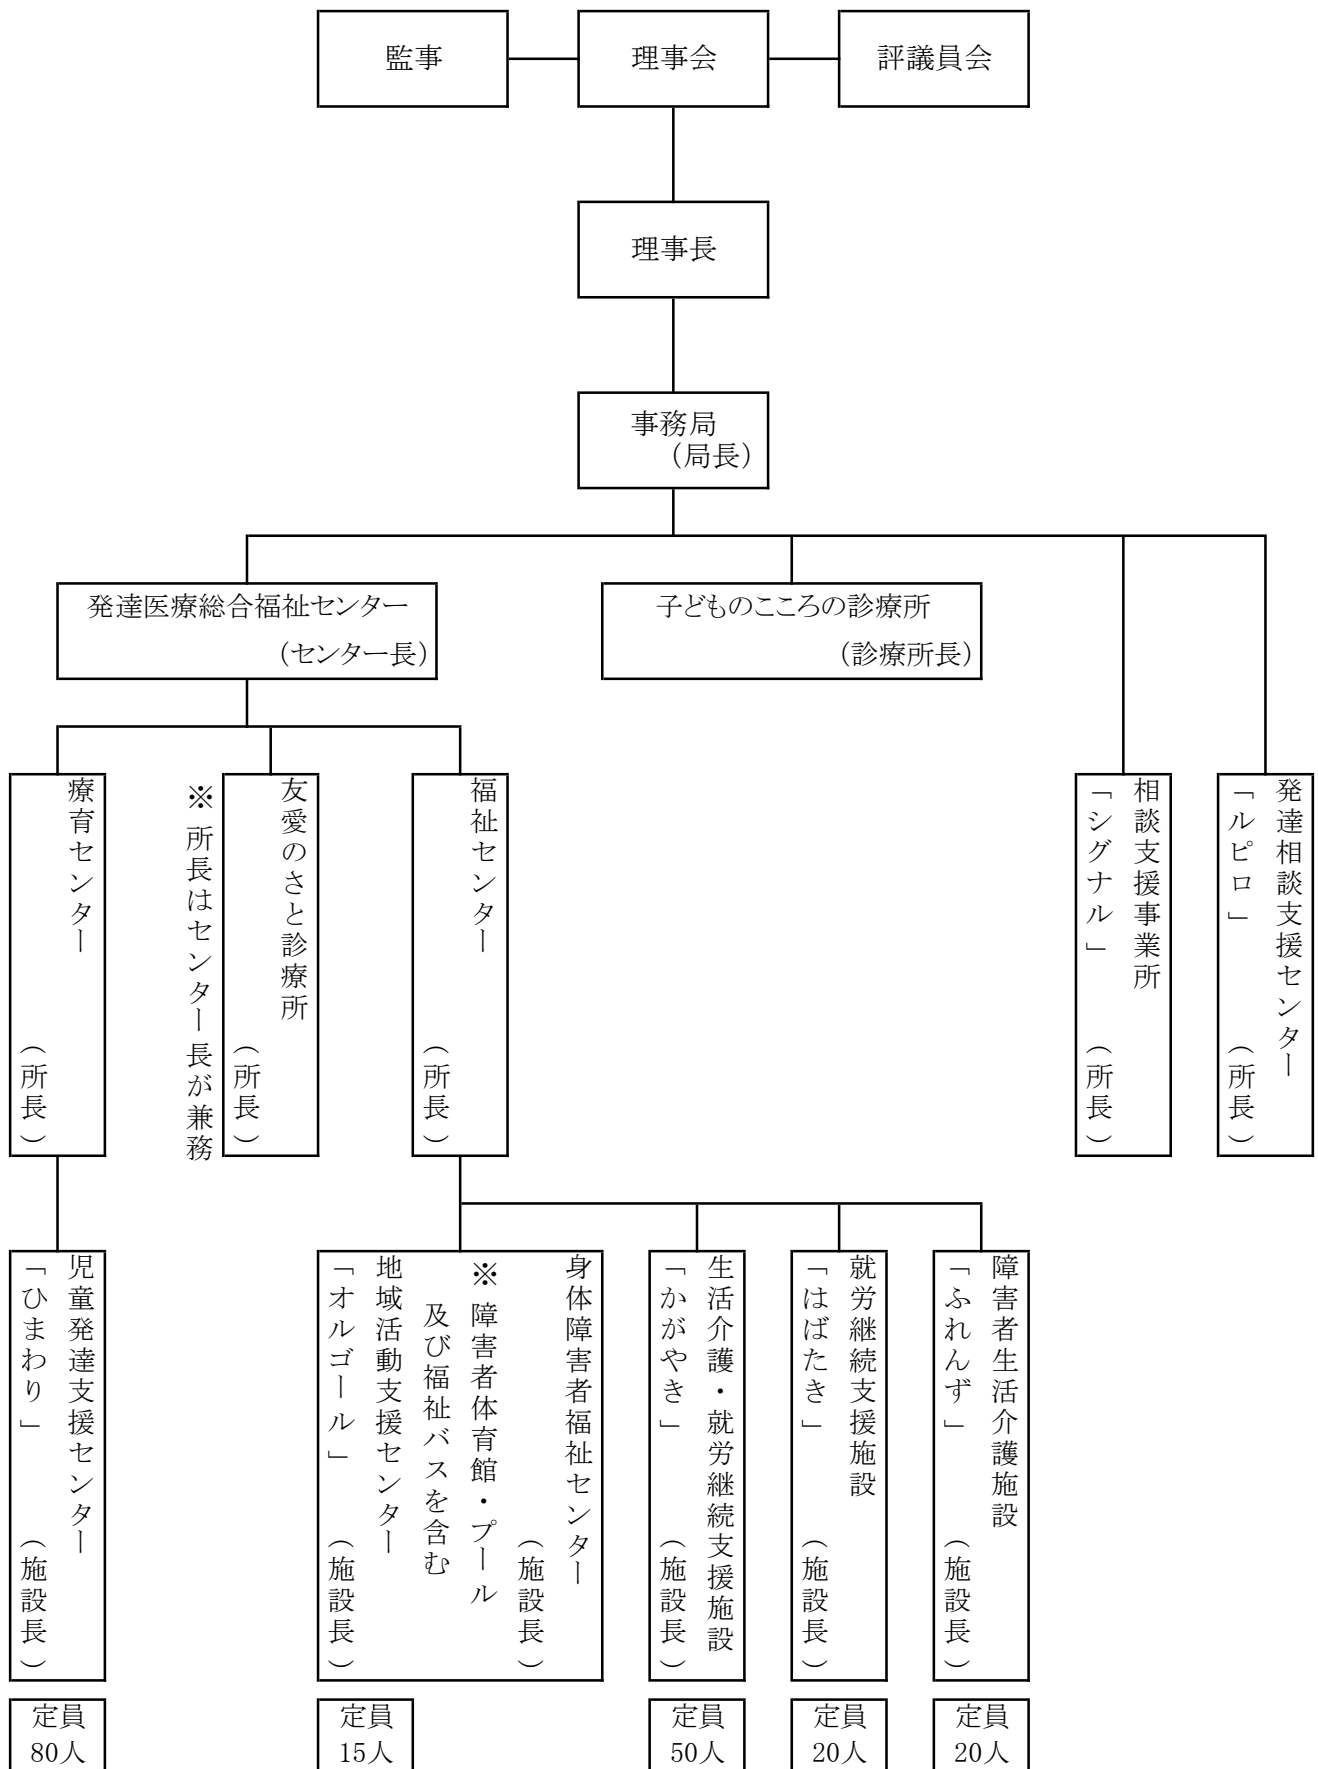 監事
理事会
評議員会
理事長
事務局
（局長）
発達医療総合福祉センター
（センター長）
子どものこころの診療所
（診療所長）
療育センター
（所長）
友愛のさと診療所
（所長）
※ 所長はセンター長が兼務
福祉センター
（所長）
相談支援事業所
「シグナル」　（所長）
発達相談支援センター
「ルピロ」　（所長）
児童発達支援センター
「ひまわり」　（施設長）
身体障害者福祉センター
（施設長）
※ 障害者体育館・プール
及び福祉バスを含む
地域活動支援センター
「オルゴール」　（施設長）
生活介護・就労継続支援施設
「かがやき」　（施設長）
就労継続支援施設
「はばたき」　（施設長）
障害者生活介護施設
「ふれんず」　（施設長）
定員
80人
定員
15人
定員
50人
定員
20人
定員
20人